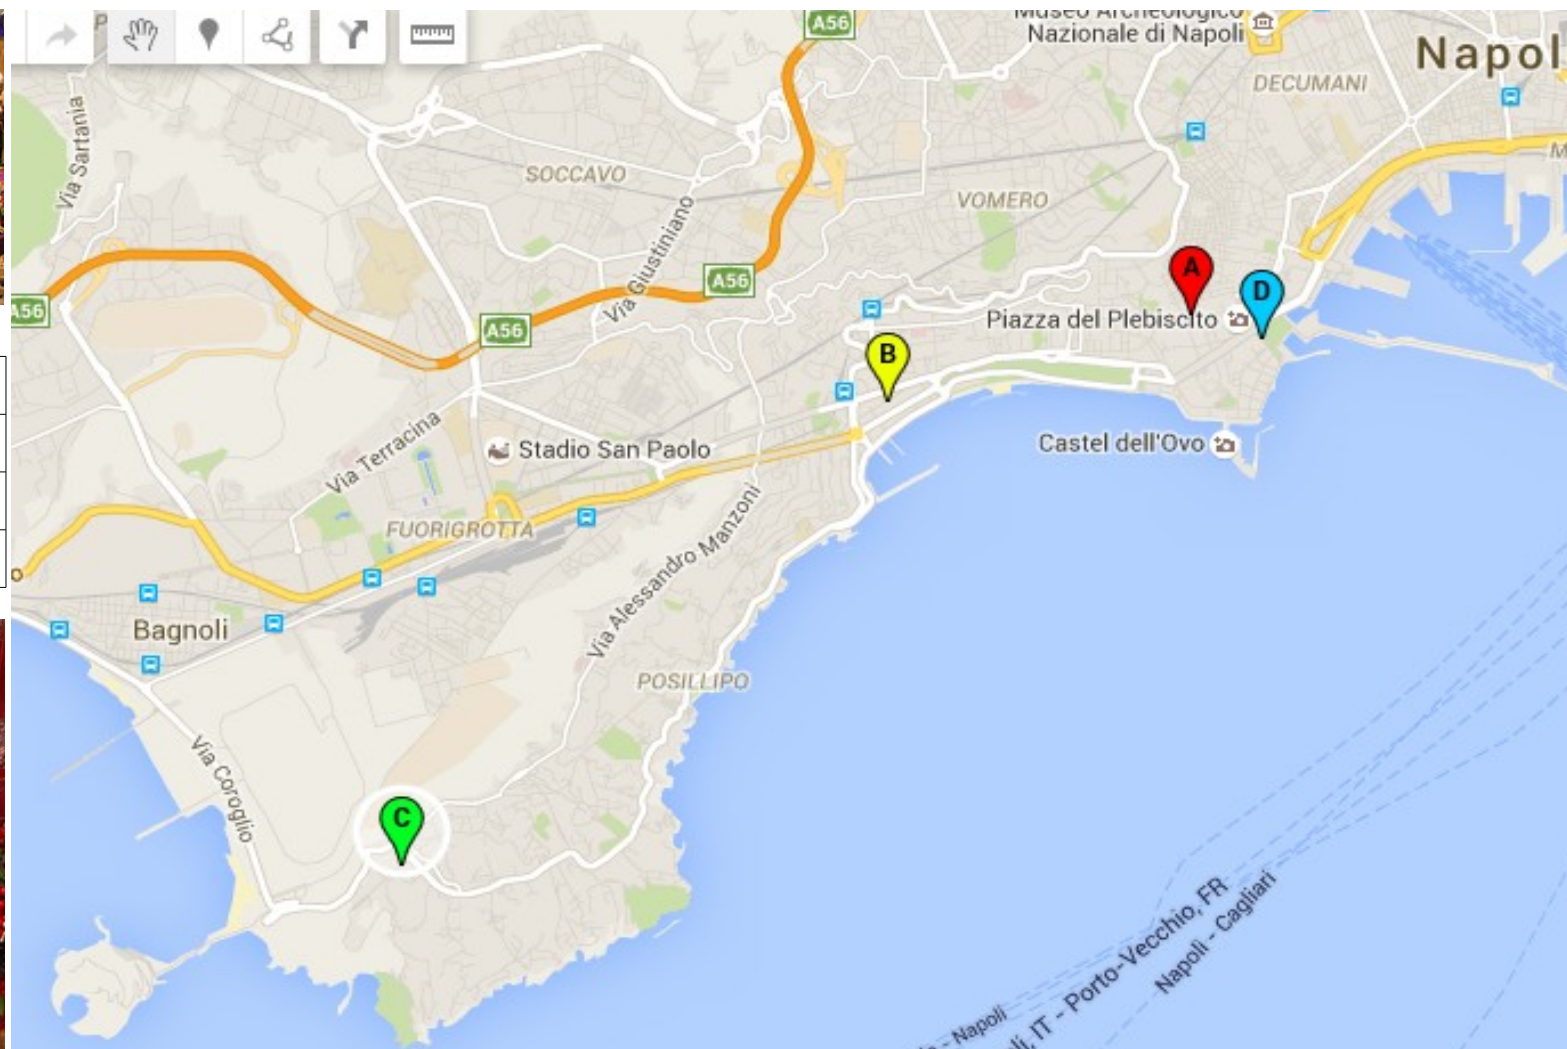 A56
Museo Archeologico
Nazionale di Napoli
Napol
DECUMANI
Via Sartania
SOCCAVO
VOMERO
Via Giustiniano
A56
A
D
A56
A56
Piazza del Plebiscito
B
Via Terracina
Stadio San Paolo
Castel dell'Ovo
FUORIGROTTA
Via Alessandro Manzoni
Bagnoli
POSILLIPO
Via Coroglio
C
Napoli, IT - Porto-Vecchio, FR
Napoli - Cagliari
- Napoli